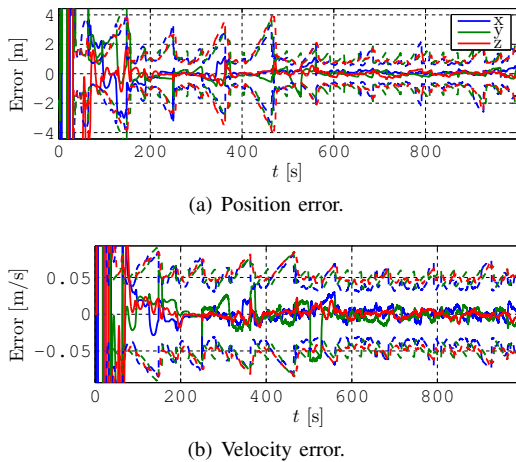 4
2
0
−2
−4
Error [m]
x
y
z
0
200
400
600
800
t [s]
(a) Position error.
0.05
0
−0.05
Error [m/s]
0
200
400
600
800
t [s]
(b) Velocity error.